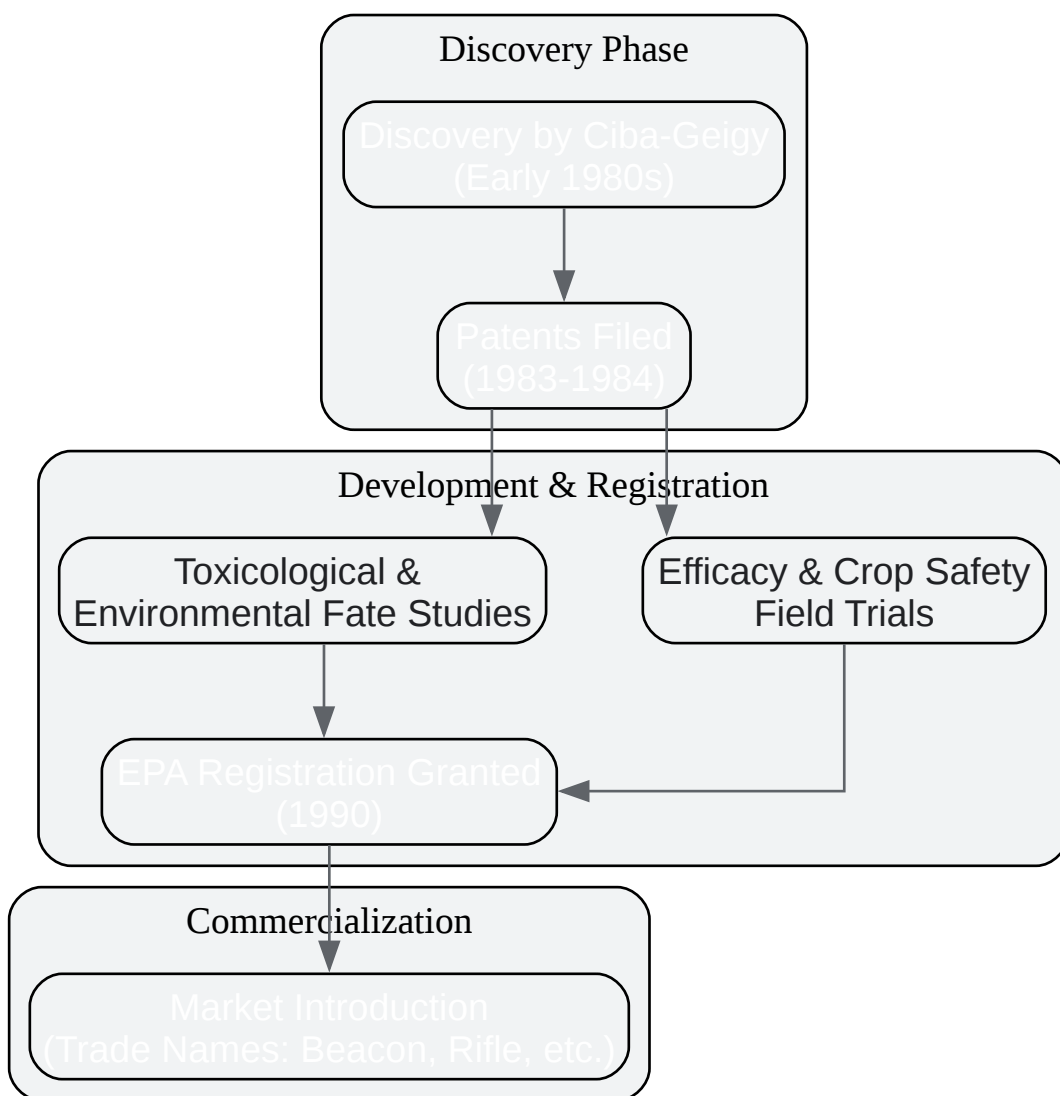 Discovery Phase
Discovery by Ciba-Geigy
(Early 1980s)
Patents Filed
(1983-1984)
Development & Registration
Toxicological &
Environmental Fate Studies
Efficacy & Crop Safety
Field Trials
EPA Registration Granted
(1990)
Commercialization
Market Introduction
(Trade Names: Beacon, Rifle, etc.)